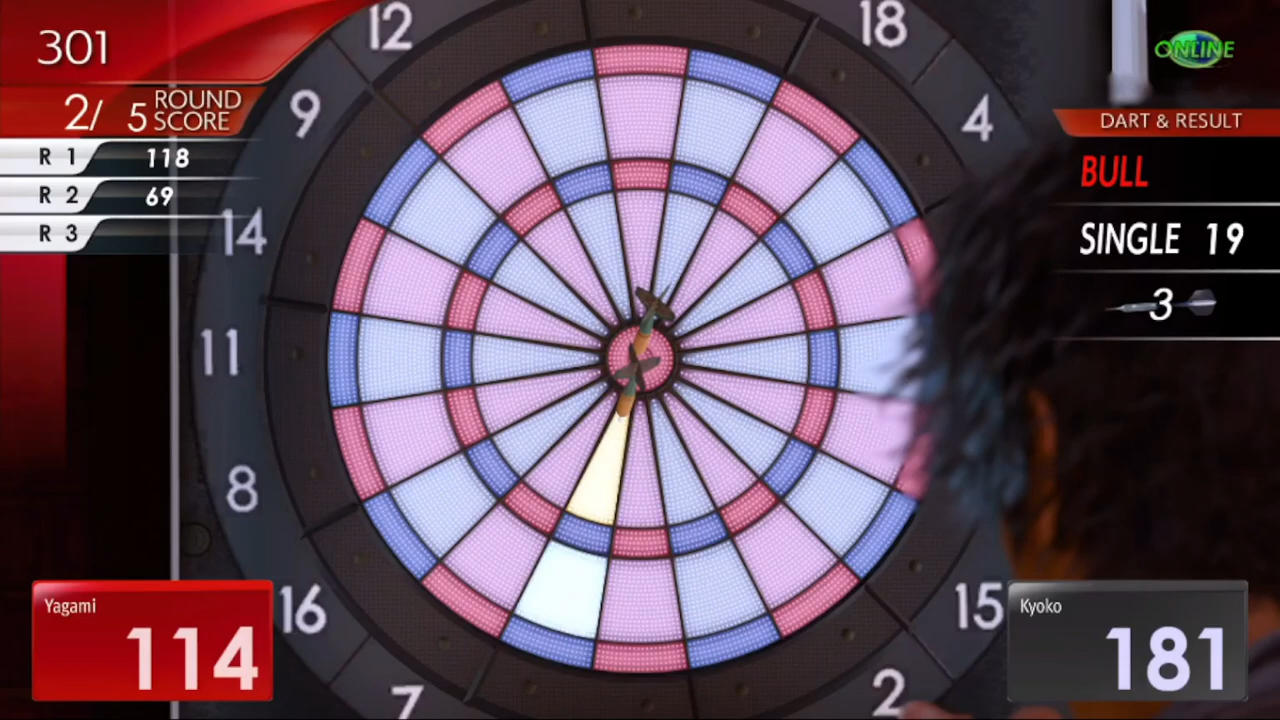 301
ONLINE
2/ 5 ROUND SCORE
R 1 118
R 2 69
R 3
DART & RESULT
BULL
SINGLE 19
3
12
18
9
4
14
11
8
16
15
7
2
Yagami
114
Kyoko
181